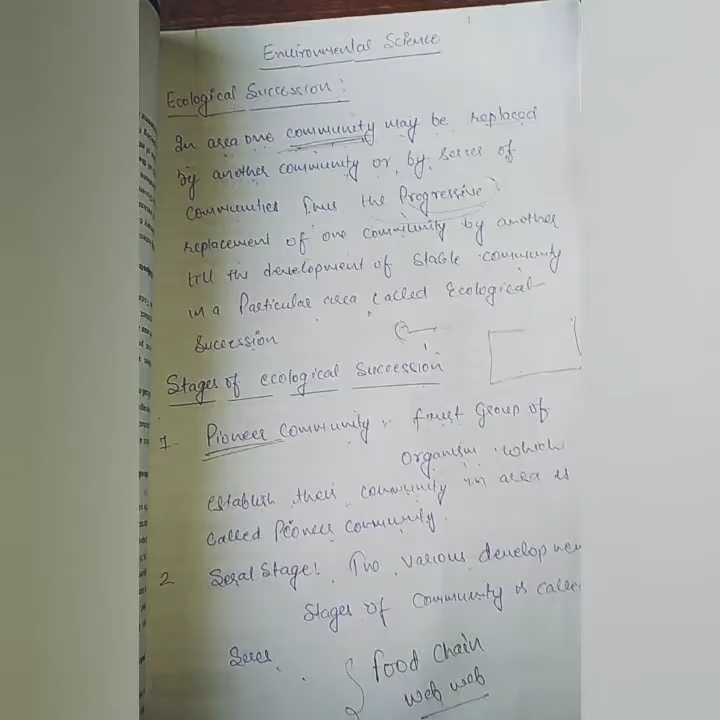 Environmental Science
Ecological Succession :
In area one community may be replaced
by another community or by series of
communities thus the Progressive
replacement of one community by another
till the development of stable community
in a Particular area called Ecological
Succession
Stages of ecological Succession
1. Pioneer Community : first Group of
Organism which
establish their community in area is
called Pioneer community.
2 Seral Stage : The various developmen
Stages of Community is calle
Seres
food chain
web web